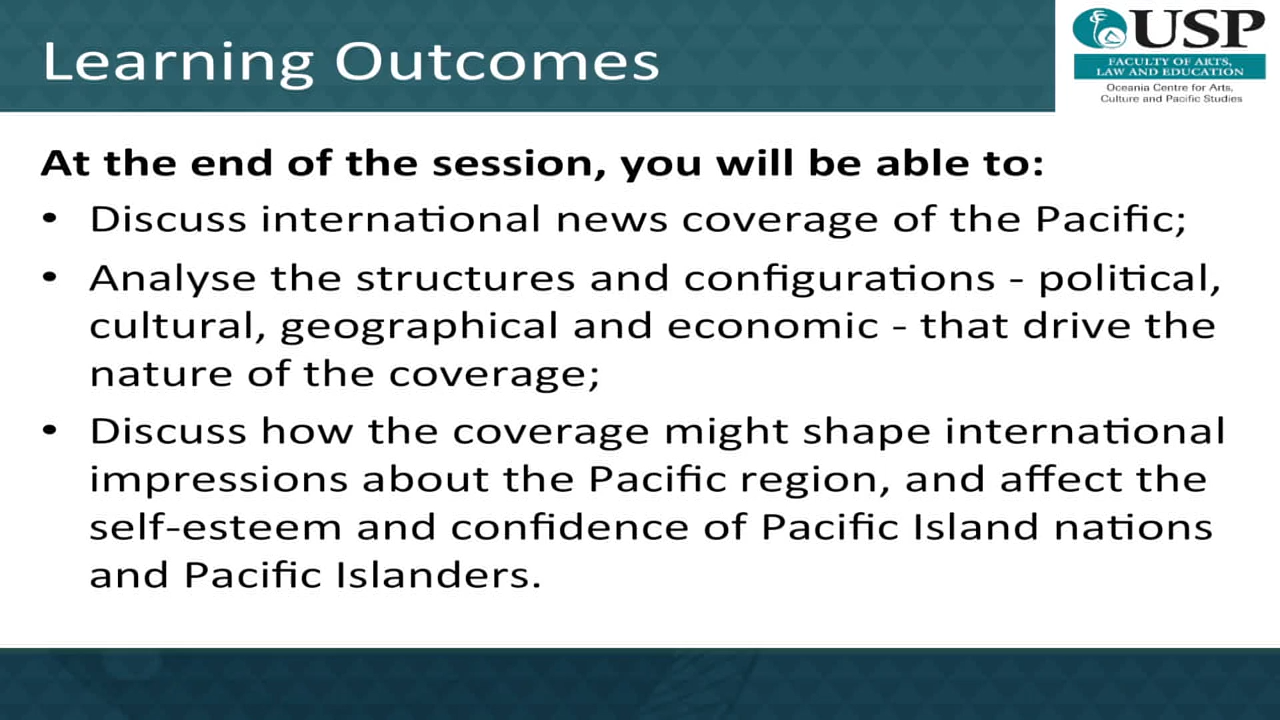 Learning Outcomes
USP
FACULTY OF ARTS,
LAW AND EDUCATION
Oceania Centre for Arts,
Culture and Pacific Studies
At the end of the session, you will be able to:
• Discuss international news coverage of the Pacific;
• Analyse the structures and configurations - political,
cultural, geographical and economic - that drive the
nature of the coverage;
• Discuss how the coverage might shape international
impressions about the Pacific region, and affect the
self-esteem and confidence of Pacific Island nations
and Pacific Islanders.